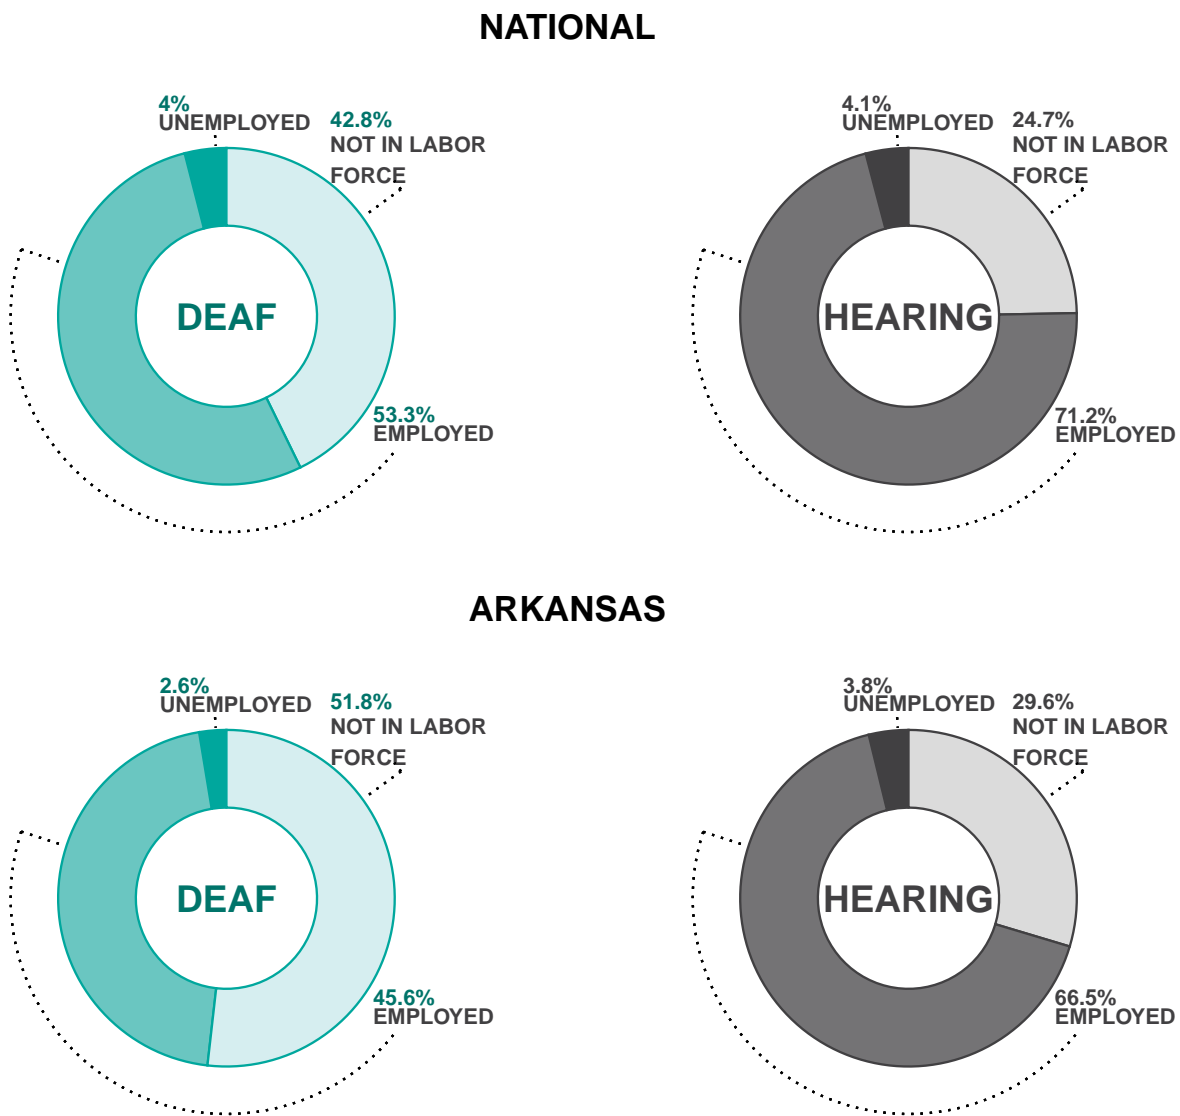 NATIONAL
4%
UNEMPLOYED
42.8%
NOT IN LABOR
FORCE
DEAF
53.3%
EMPLOYED
4.1%
UNEMPLOYED
24.7%
NOT IN LABOR
FORCE
HEARING
71.2%
EMPLOYED
ARKANSAS
2.6%
UNEMPLOYED
51.8%
NOT IN LABOR
FORCE
DEAF
45.6%
EMPLOYED
3.8%
UNEMPLOYED
29.6%
NOT IN LABOR
FORCE
HEARING
66.5%
EMPLOYED